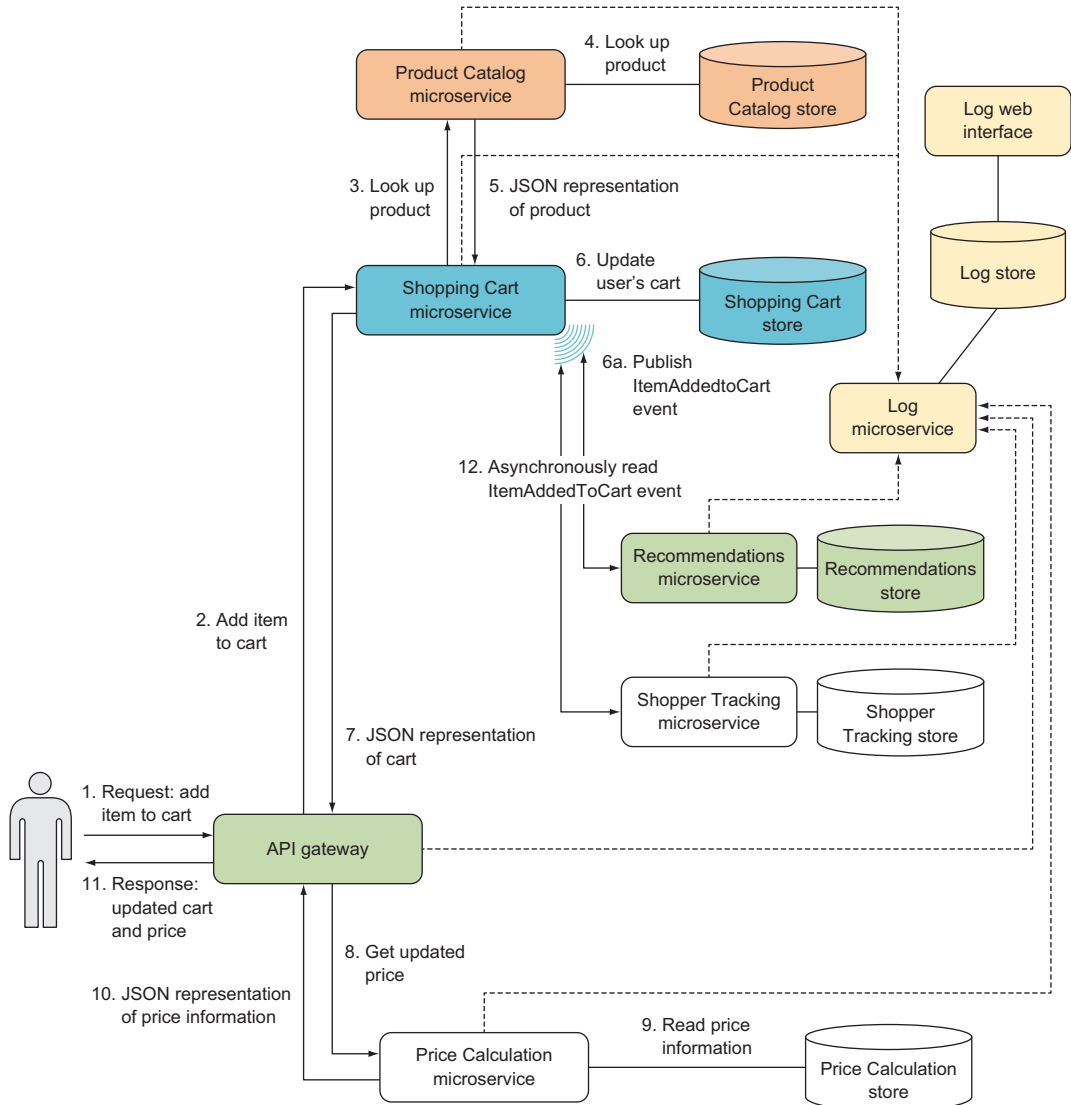 4. Look up
product
Product Catalog
microservice
Product
Catalog store
Log web
interface
3. Look up
product
5. JSON representation
of product
Log store
6. Update
user's cart
Shopping Cart
microservice
Shopping Cart
store
6a. Publish
ItemAddedtoCart
event
Log
microservice
12. Asynchronously read
ItemAddedToCart event
Recommendations
microservice
Recommendations
store
2. Add item
to cart
Shopper Tracking
microservice
Shopper
Tracking store
7. JSON representation
of cart
1. Request: add
item to cart
API gateway
11. Response:
updated cart
and price
8. Get updated
price
10. JSON representation
of price information
9. Read price
information
Price Calculation
microservice
Price Calculation
store